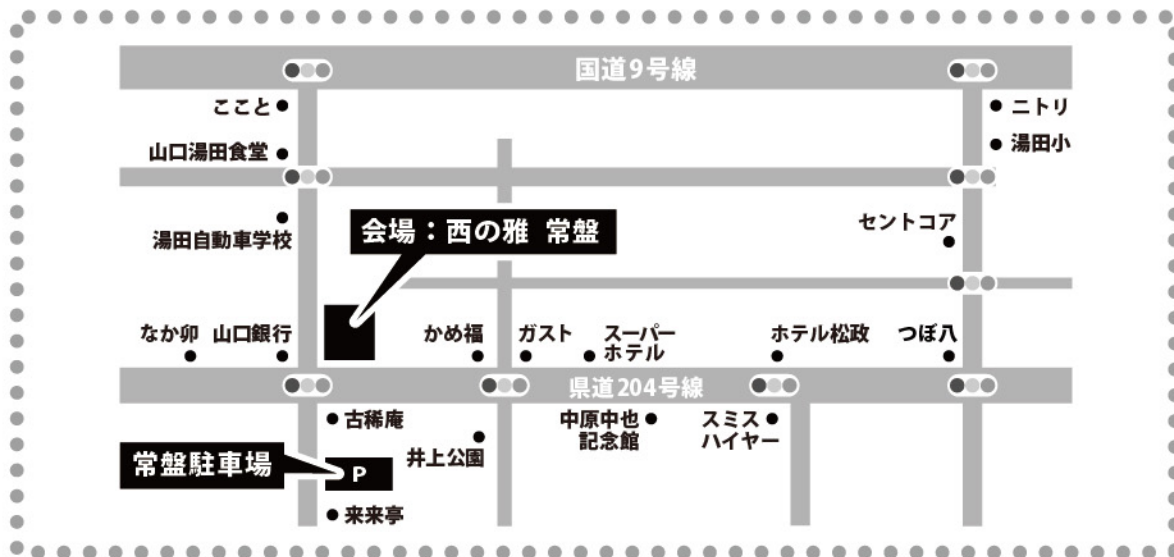 国道9号線
ここと
ニトリ
山口湯田食堂
湯田小
会場：西の雅 常盤
湯田自動車学校
セントコア
なか卯
山口銀行
かめ福
ガスト
スーパー
ホテル
ホテル松政
つぼ八
県道204号線
古稀庵
中原中也
記念館
スミス
ハイヤー
井上公園
常盤駐車場
P
来来亭